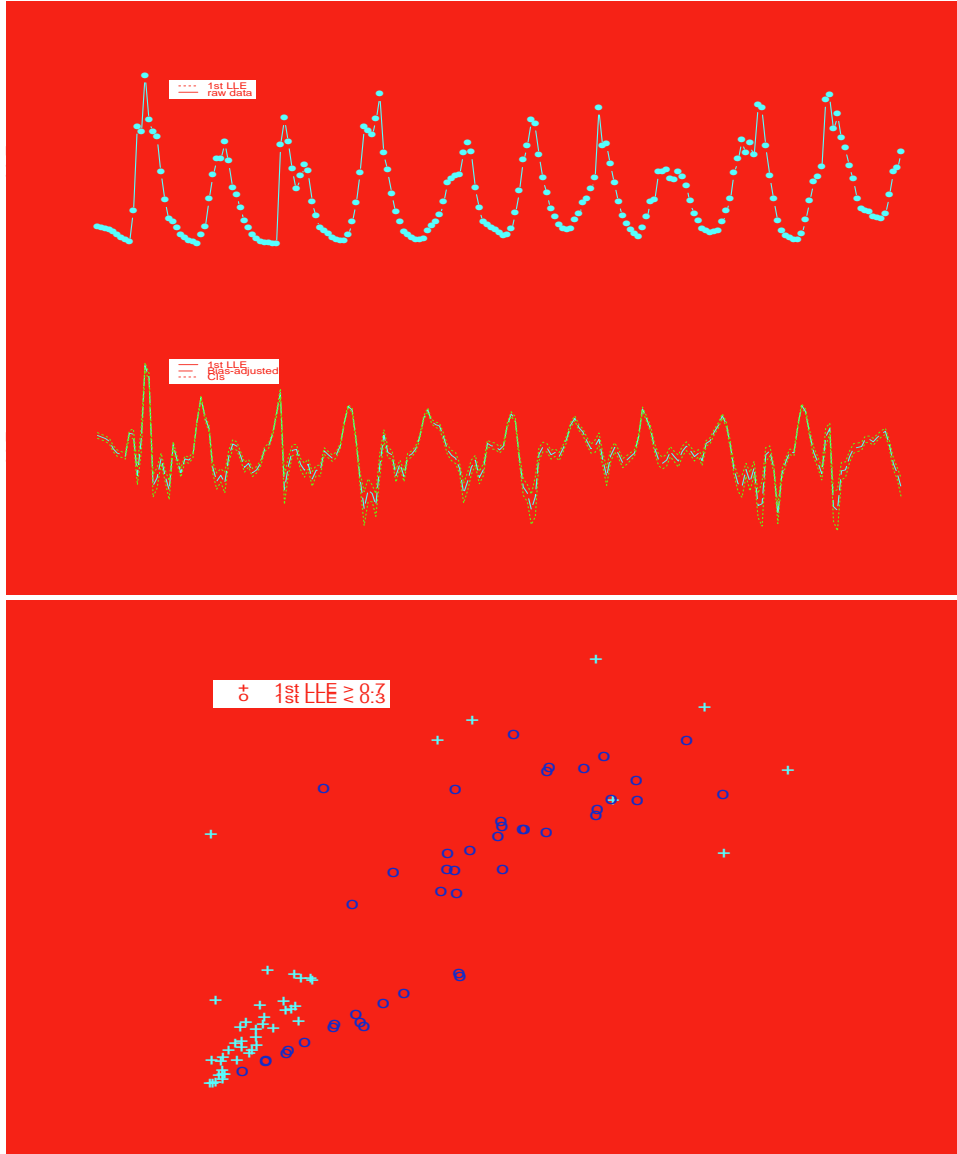 1st LLE
raw data
1st LLE
Bias-adjusted
CIs
1st LLE > 0.7
1st LLE < 0.3